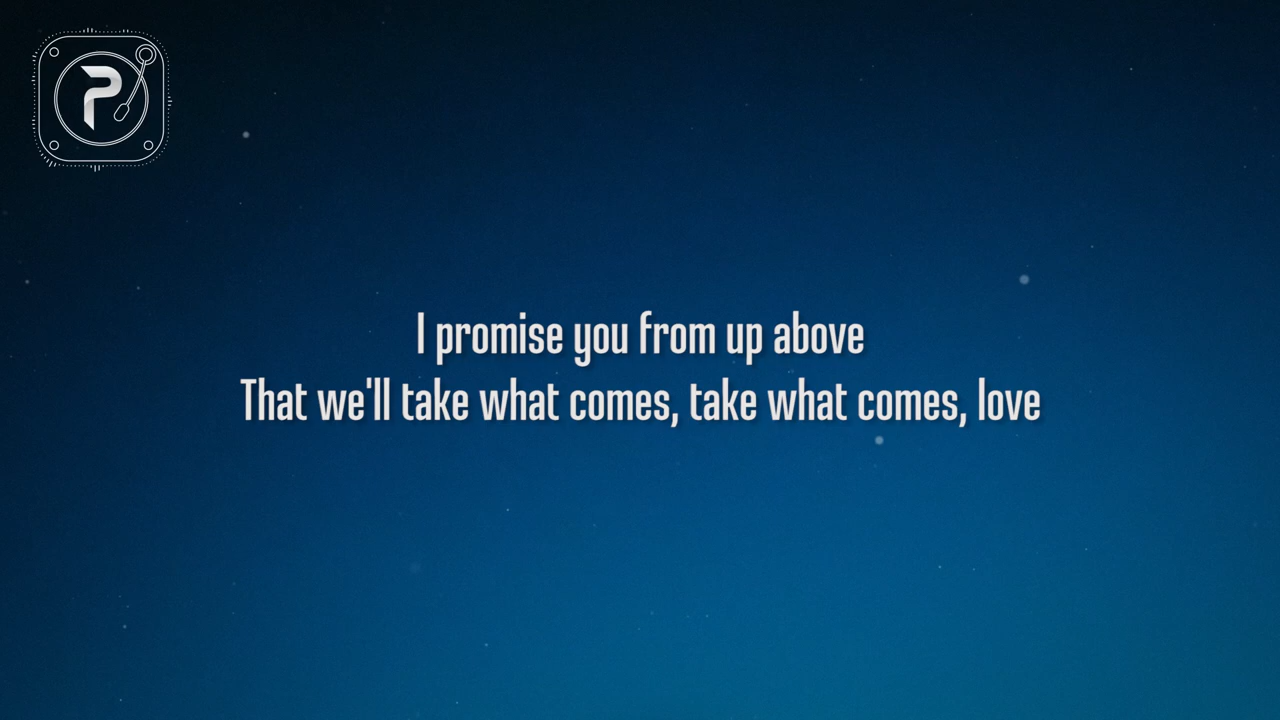 P
I promise you from up above
That we'll take what comes, take what comes, love